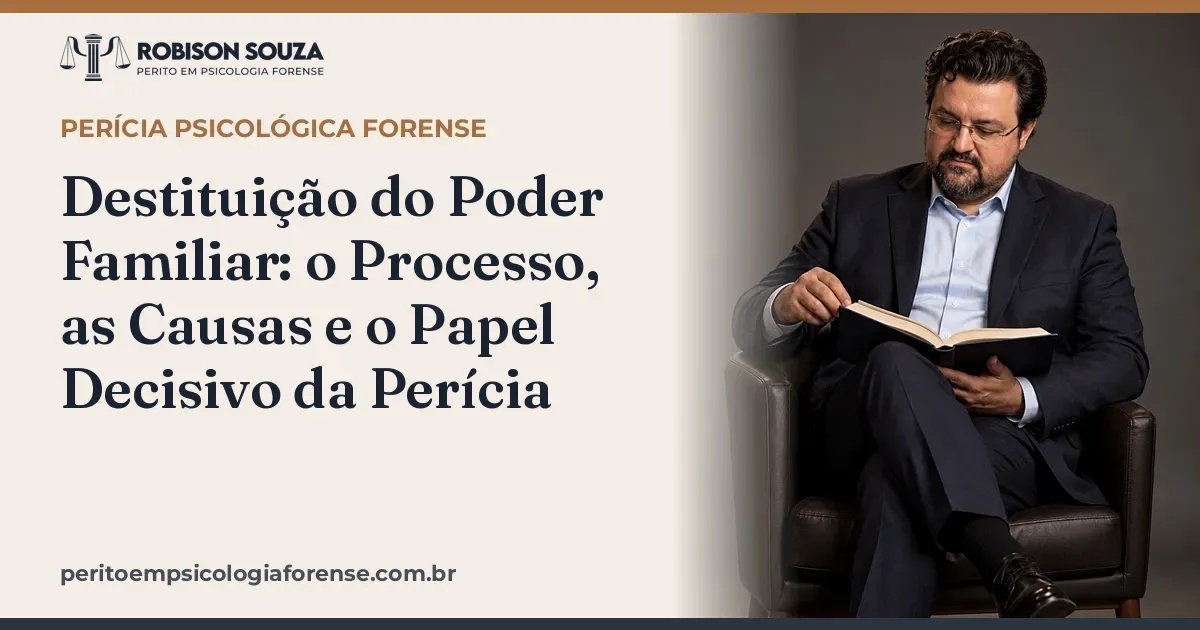 ROBISON SOUZA
PERITO EM PSICOLOGIA FORENSE
PERÍCIA PSICOLÓGICA FORENSE
Destituição do Poder
Familiar: o Processo,
as Causas e o Papel
Decisivo da Perícia
peritoempsicologiaforense.com.br